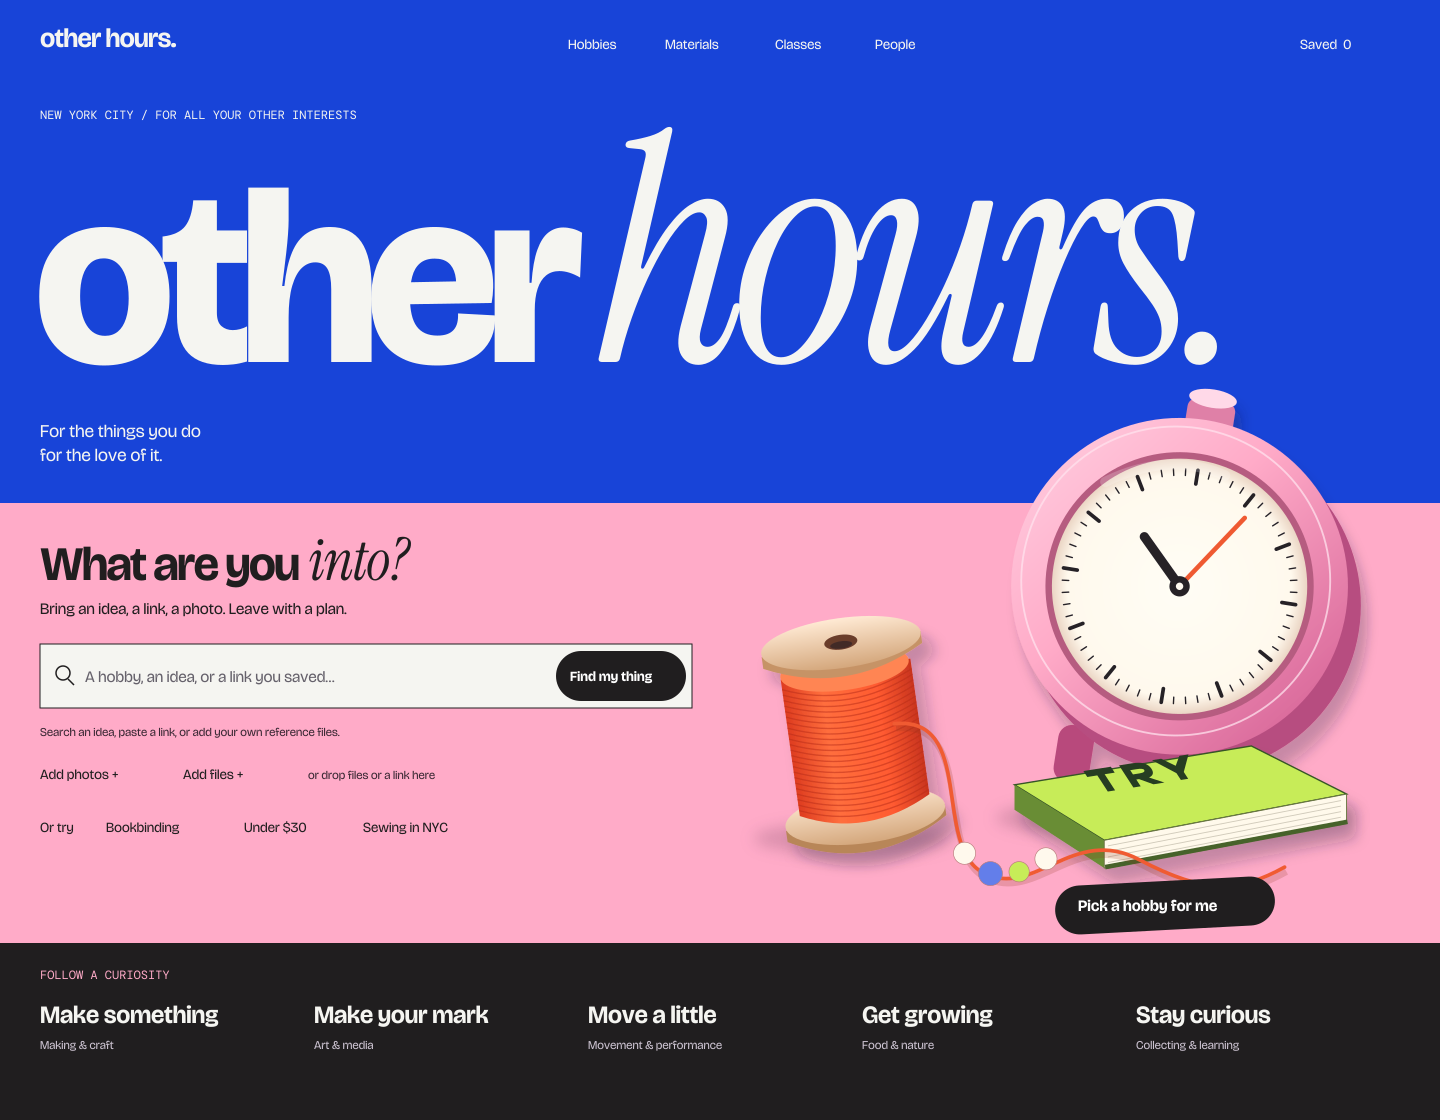 other hours.
Hobbies Materials Classes People Saved 0
NEW YORK CITY / FOR ALL YOUR OTHER INTERESTS
other hours.
For the things you do
for the love of it.
What are you into?
Bring an idea, a link, a photo. Leave with a plan.
A hobby, an idea, or a link you saved... Find my thing
Search an idea, paste a link, or add your own reference files.
Add photos + Add files + or drop files or a link here
Or try Bookbinding Under $30 Sewing in NYC
TRY
Pick a hobby for me
FOLLOW A CURIOSITY
Make something Make your mark Move a little Get growing Stay curious
Making & craft Art & media Movement & performance Food & nature Collecting & learning